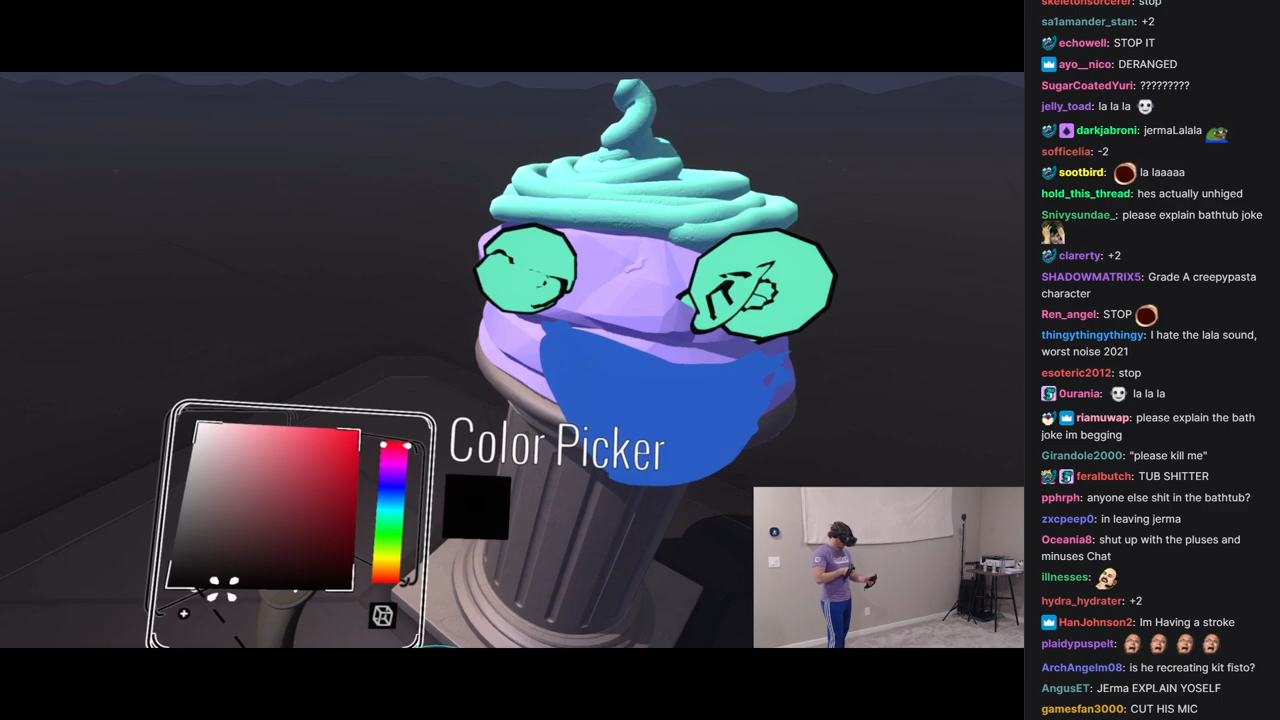 Color Picker
skeletonsorcerer: stop
sa1amander_stan: +2
echowell: STOP IT
ayo__nico: DERANGED
SugarCoatedYuri: ?????????
jelly_toad: la la la
darkjabroni: jermaLalala
sofficelia: -2
sootbird: la laaaaa
hold_this_thread: hes actually unhiged
Snivysundae_: please explain bathtub joke
clarerty: +2
SHADOWMATRIX5: Grade A creepypasta
character
Ren_angel: STOP
thingythingythingy: I hate the lala sound,
worst noise 2021
esoteric2012: stop
0urania: la la la
riamuwap: please explain the bath
joke im begging
Girandole2000: "please kill me"
feralbutch: TUB SHITTER
pphrph: anyone else shit in the bathtub?
zxcpeep0: in leaving jerma
Oceania8: shut up with the pluses and
minuses Chat
illnesses:
hydra_hydrater: +2
HanJohnson2: Im Having a stroke
plaidypuspelt:
ArchAngelm08: is he recreating kit fisto?
AngusET: JErma EXPLAIN YOSELF
gamesfan3000: CUT HIS MIC